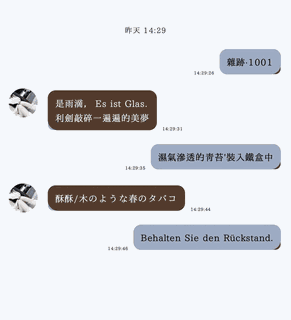 昨天 14:29
雜跡·1001
14:29:28
是雨滴， Es ist Glas.
利劍敲碎一遍遍的美夢
14:29:31
濕氣滲透的青苔'裝入鐵盒中
14:29:35
酥酥/木のような春のタバコ
14:29:44
Behalten Sie den Rückstand.
14:29:46